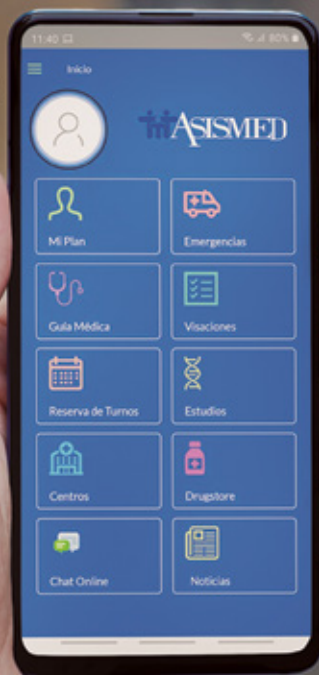 11:40
80%
Inicio
ASISMED
Mi Plan
Emergencias
Guía Médica
Visaciones
Reserva de Turnos
Estudios
Centros
Drugstore
Chat Online
Noticias